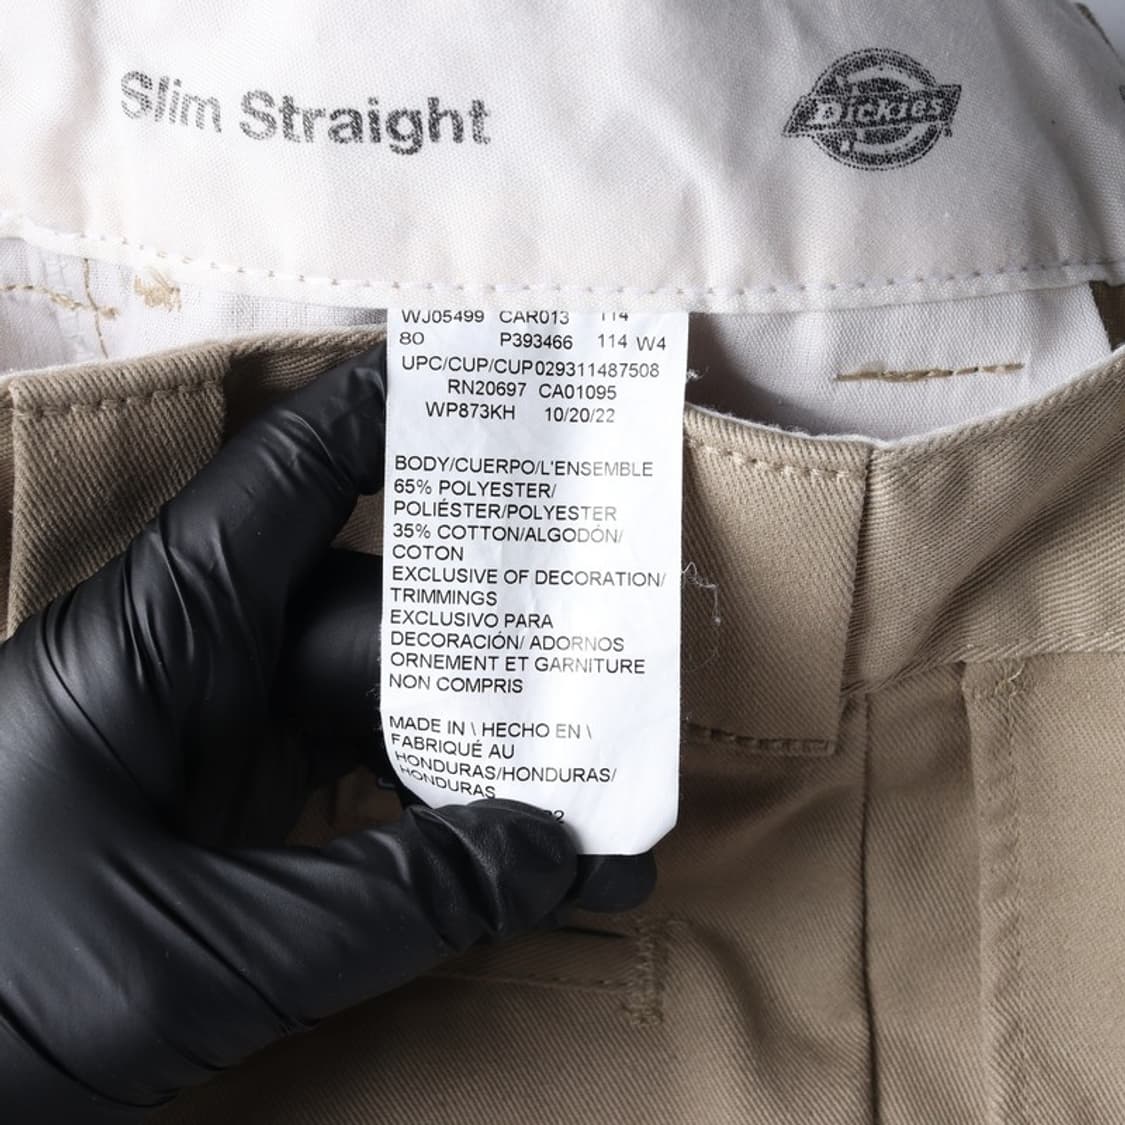 Slim Straight
Dickies
WJ05499 CAR013 114
80 P393466 114 W4
UPC/CUP/CUP029311487508
RN20697 CA01095
WP873KH 10/20/22
BODY/CUERPO/L'ENSEMBLE
65% POLYESTER/
POLIÉSTER/POLYESTER
35% COTTON/ALGODÓN/
COTON
EXCLUSIVE OF DECORATION/
TRIMMINGS
EXCLUSIVO PARA
DECORACIÓN/ ADORNOS
ORNEMENT ET GARNITURE
NON COMPRIS
MADE IN \ HECHO EN \
FABRIQUÉ AU
HONDURAS/HONDURAS/
HONDURAS